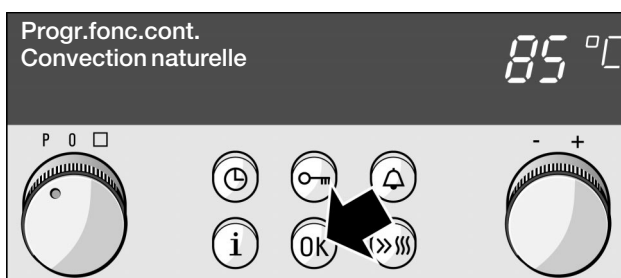 Progr.fonc.cont.
Convection naturelle
85 °C
P 0 □
- +
i
OK